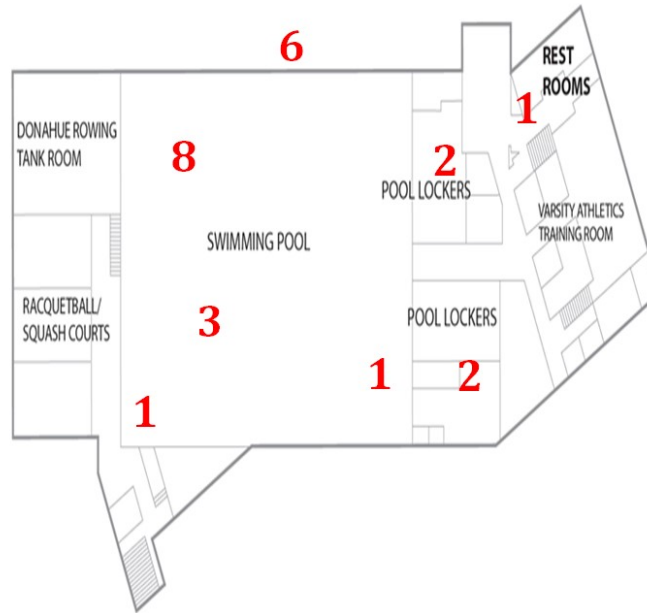 6
REST
ROOMS
1
DONAHUE ROWING
TANK ROOM
8
2
POOL LOCKERS
VARSITY ATHLETICS
TRAINING ROOM
SWIMMING POOL
RACQUETBALL/
SQUASH COURTS
3
POOL LOCKERS
1
2
1